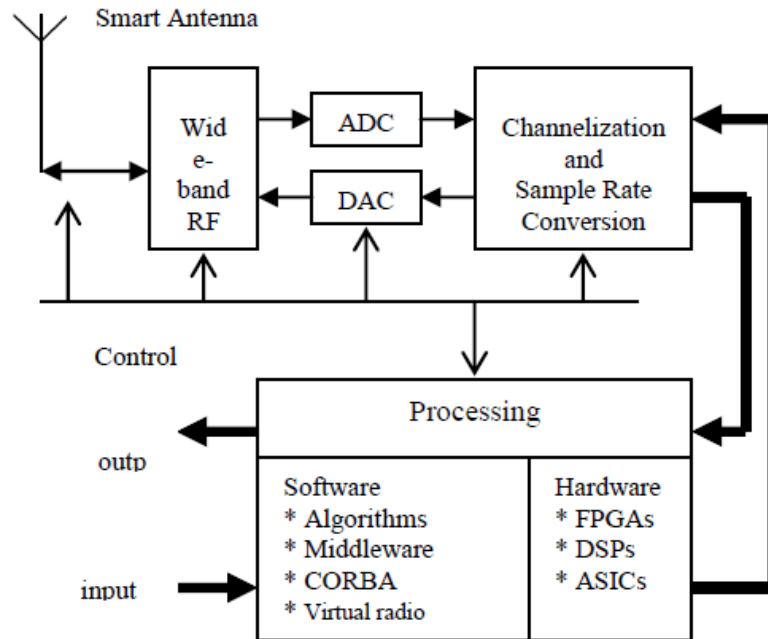 Smart Antenna
Wid
e-
band
RF
ADC
DAC
Channelization
and
Sample Rate
Conversion
Control
Processing
outp
input
Software
* Algorithms
* Middleware
* CORBA
* Virtual radio
Hardware
* FPGAs
* DSPs
* ASICs